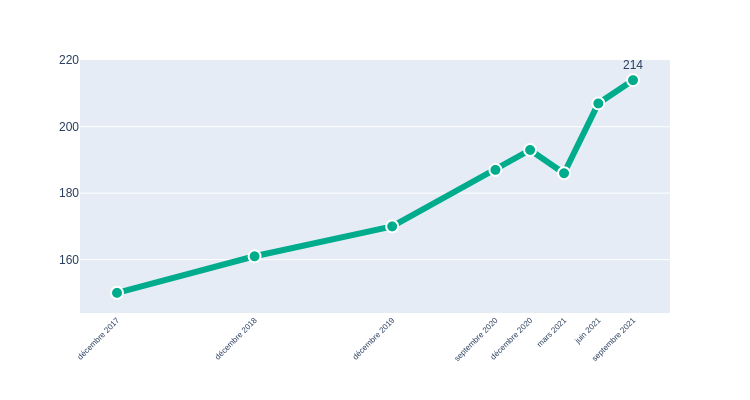 220
214
200
180
160
décembre 2017
décembre 2018
décembre 2019
septembre 2020
décembre 2020
mars 2021
juin 2021
septembre 2021